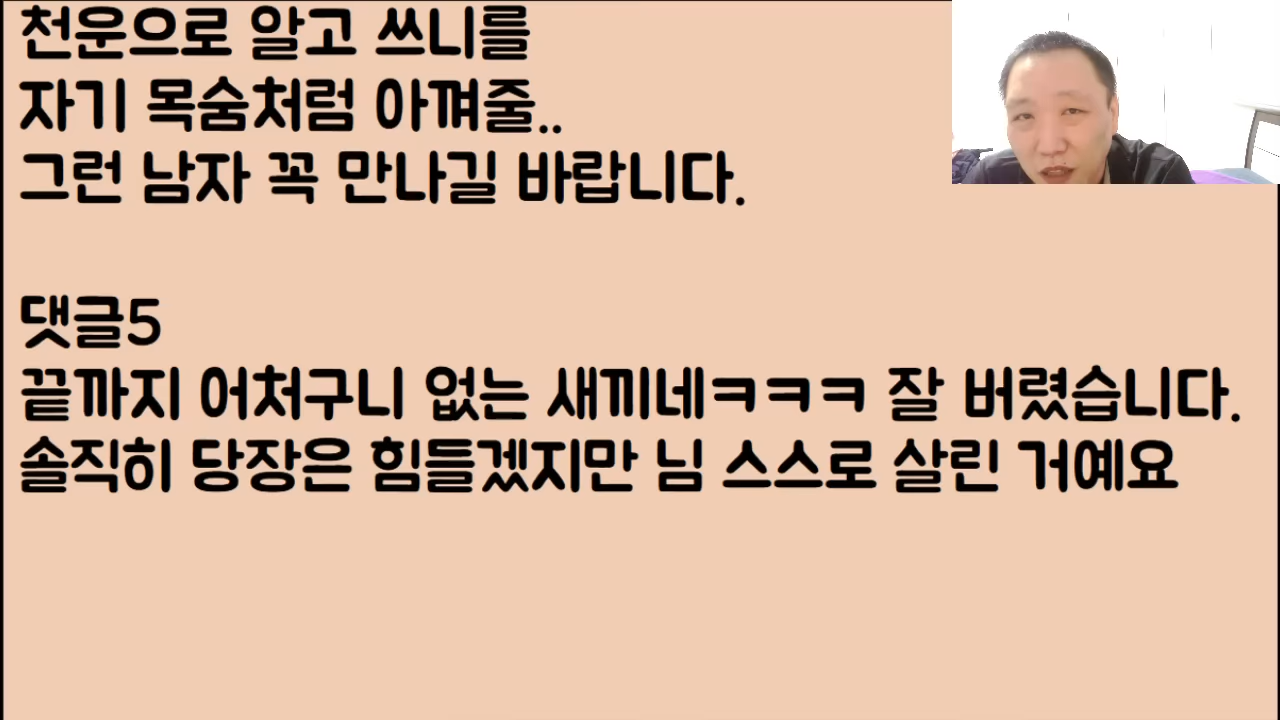 천운으로 알고 쓰니를
자기 목숨처럼 아껴줄..
그런 남자 꼭 만나길 바랍니다.
댓글5
끝까지 어처구니 없는 새끼네ㅋㅋㅋ 잘 버렸습니다.
솔직히 당장은 힘들겠지만 님 스스로 살린 거예요